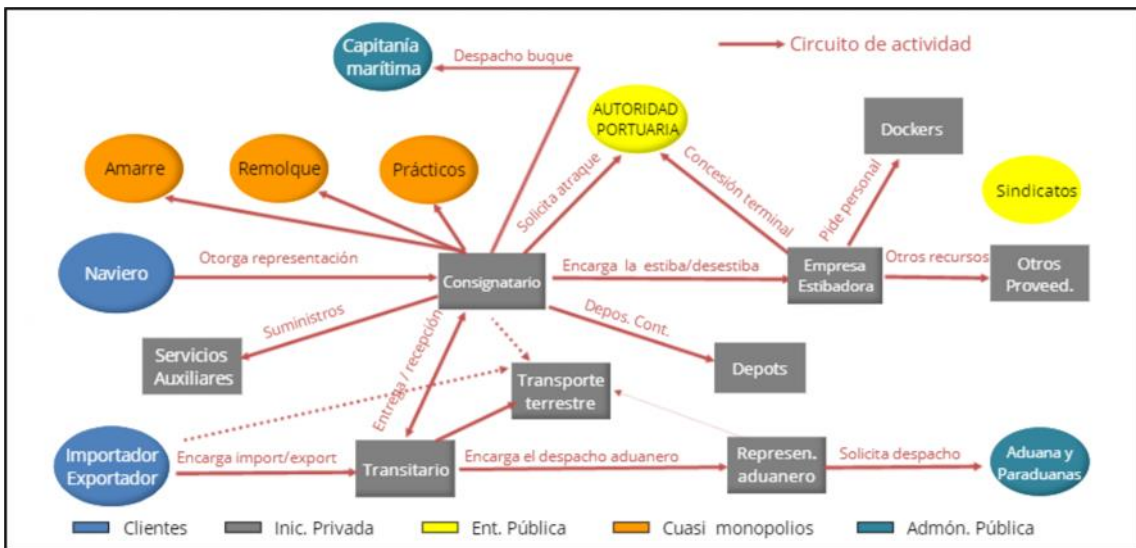 Capitanía
marítima
Despacho buque
Circuito de actividad
AUTORIDAD
PORTUARIA
Dockers
Amarre
Remolque
Prácticos
Solicita atraque
Concesión terminal
Pide personal
Sindicatos
Naviero
Otorga representación
Consignatario
Encarga la estiba/desestiba
Empresa
Estibadora
Otros recursos
Otros
Proveed.
Suministros
Depos. Cont.
Servicios
Auxiliares
Entrega / recepción
Transporte
terrestre
Depots
Importador
Exportador
Encarga import/export
Transitario
Encarga el despacho aduanero
Represen.
aduanero
Solicita despacho
Aduana y
Paraduanas
Clientes
Inic. Privada
Ent. Pública
Cuasi monopolios
Admón. Pública